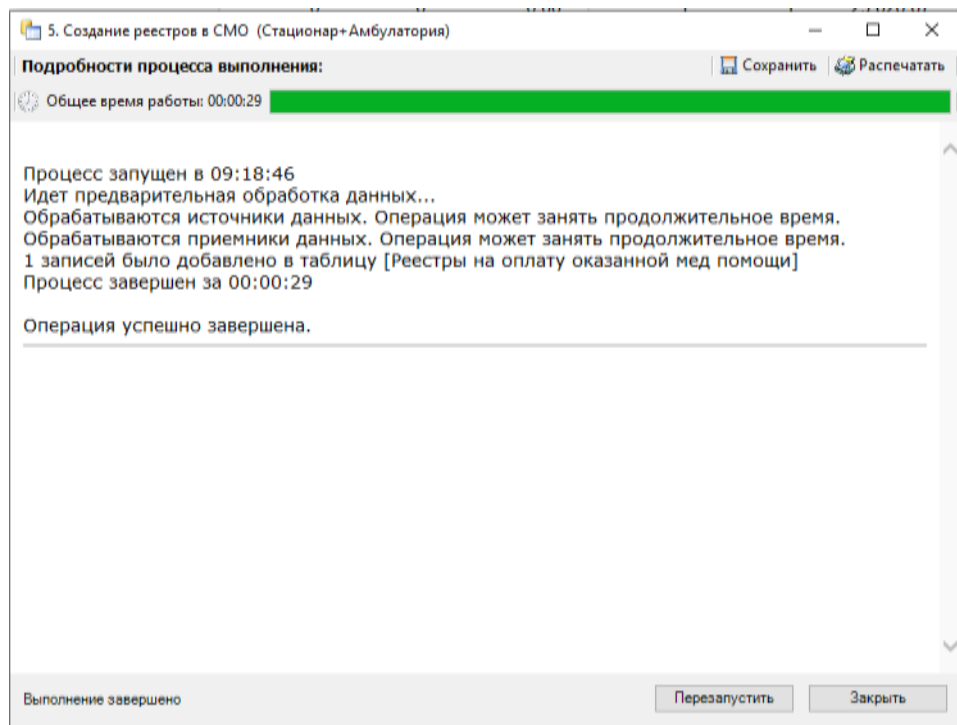 5. Создание реестров в СМО (Стационар+Амбулатория)
Подробности процесса выполнения:
Сохранить
Распечатать
Общее время работы: 00:00:29
Процесс запущен в 09:18:46
Идет предварительная обработка данных...
Обрабатываются источники данных. Операция может занять продолжительное время.
Обрабатываются приемники данных. Операция может занять продолжительное время.
1 записей было добавлено в таблицу [Реестры на оплату оказанной мед помощи]
Процесс завершен за 00:00:29
Операция успешно завершена.
Выполнение завершено
Перезапустить
Закрыть